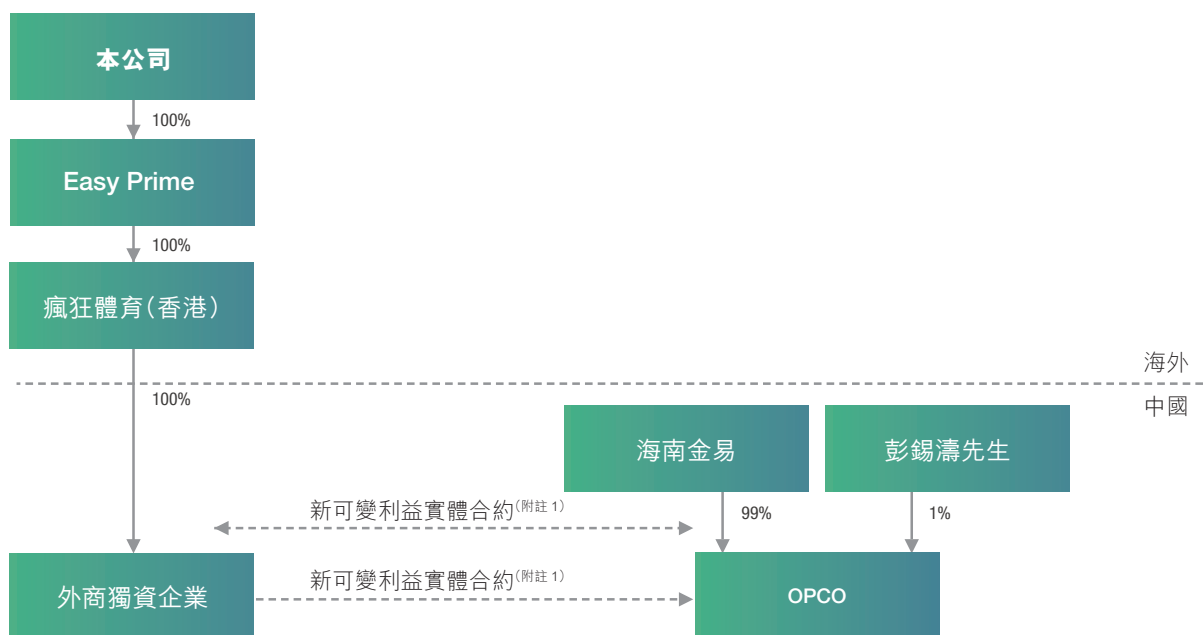 本公司
100%
Easy Prime
100%
瘋狂體育(香港)
海外
100%
中國
海南金易
彭錫濤先生
新可變利益實體合約(附註 1)
99%
1%
外商獨資企業
新可變利益實體合約(附註 1)
OPCO